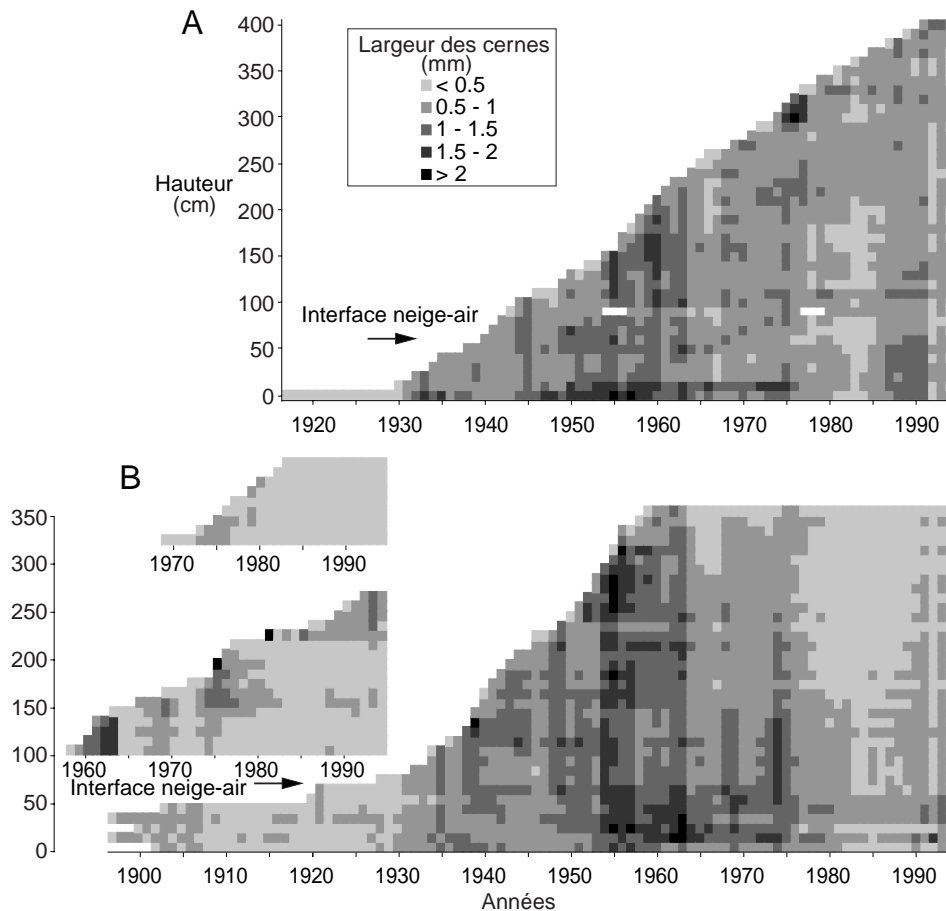 A
Largeur des cernes
(mm)
< 0.5
0.5 - 1
1 - 1.5
1.5 - 2
> 2
400
350
300
250
200
150
100
50
0
Hauteur
(cm)
Interface neige-air
1920 1930 1940 1950 1960 1970 1980 1990
B
1970 1980 1990
1960 1970 1980 1990
Interface neige-air
350
300
250
200
150
100
50
0
1900 1910 1920 1930 1940 1950 1960 1970 1980 1990
Années